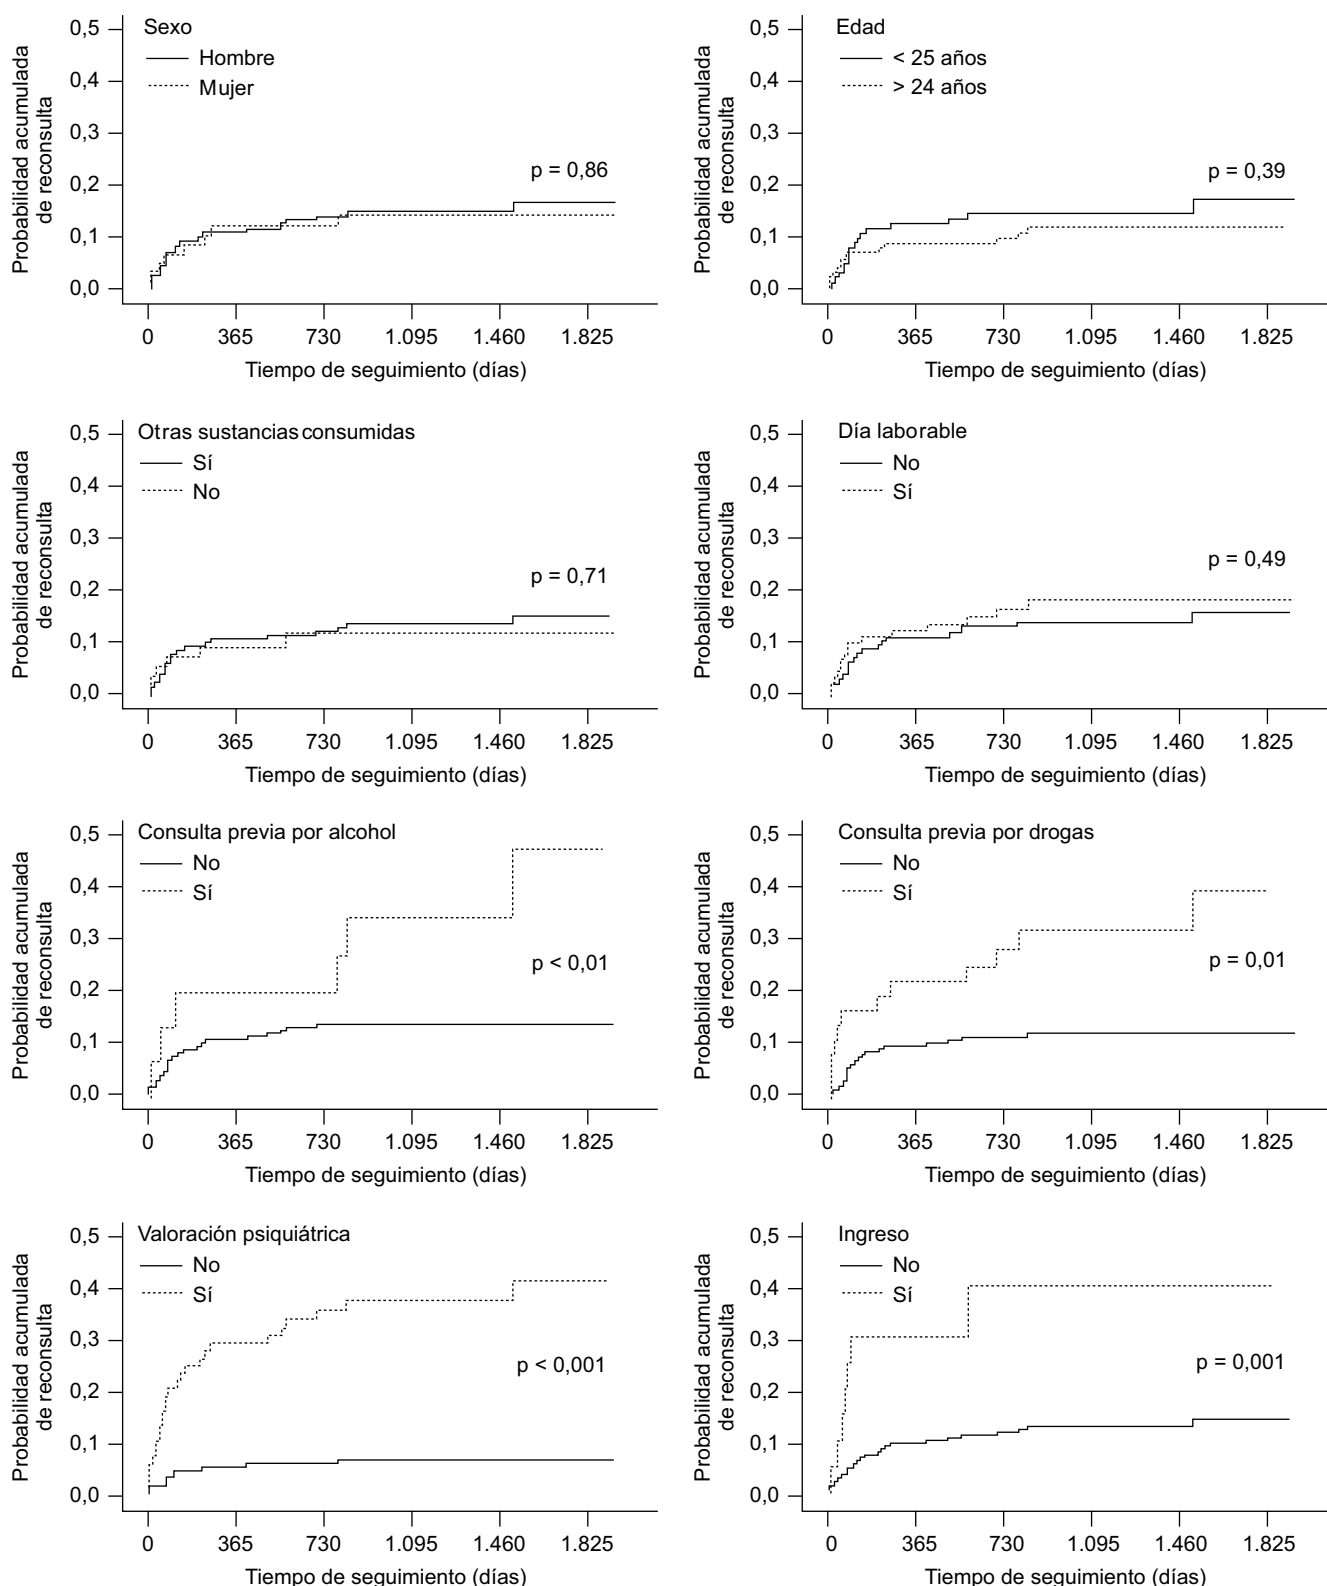 Sexo
Hombre
Mujer
Probabilidad acumulada
de reconsulta
0,5
0,4
0,3
0,2
0,1
0,0
p = 0,86
0 365 730 1.095 1.460 1.825
Tiempo de seguimiento (días)
Edad
< 25 años
> 24 años
Probabilidad acumulada
de reconsulta
0,5
0,4
0,3
0,2
0,1
0,0
p = 0,39
0 365 730 1.095 1.460 1.825
Tiempo de seguimiento (días)
Otras sustancias consumidas
Sí
No
Probabilidad acumulada
de reconsulta
0,5
0,4
0,3
0,2
0,1
0,0
p = 0,71
0 365 730 1.095 1.460 1.825
Tiempo de seguimiento (días)
Día laborable
No
Sí
Probabilidad acumulada
de reconsulta
0,5
0,4
0,3
0,2
0,1
0,0
p = 0,49
0 365 730 1.095 1.460 1.825
Tiempo de seguimiento (días)
Consulta previa por alcohol
No
Sí
Probabilidad acumulada
de reconsulta
0,5
0,4
0,3
0,2
0,1
0,0
p < 0,01
0 365 730 1.095 1.460 1.825
Tiempo de seguimiento (días)
Consulta previa por drogas
No
Sí
Probabilidad acumulada
de reconsulta
0,5
0,4
0,3
0,2
0,1
0,0
p = 0,01
0 365 730 1.095 1.460 1.825
Tiempo de seguimiento (días)
Valoración psiquiátrica
No
Sí
Probabilidad acumulada
de reconsulta
0,5
0,4
0,3
0,2
0,1
0,0
p < 0,001
0 365 730 1.095 1.460 1.825
Tiempo de seguimiento (días)
Ingreso
No
Sí
Probabilidad acumulada
de reconsulta
0,5
0,4
0,3
0,2
0,1
0,0
p = 0,001
0 365 730 1.095 1.460 1.825
Tiempo de seguimiento (días)